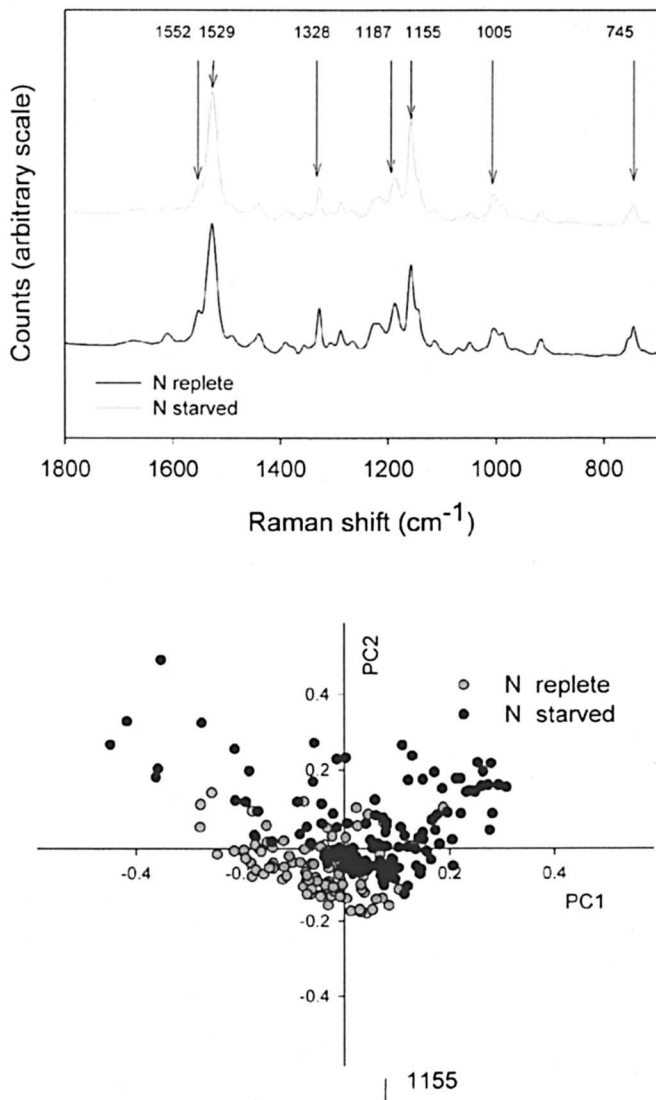 1552 1529 1328 1187 1155 1005 745
Counts (arbitrary scale)
N replete
N starved
1800 1600 1400 1200 1000 800
Raman shift (cm-1)
PC2
N replete
N starved
0.4
0.2
-0.4 0.2 0.4
PC1
-0.2
-0.4
1155